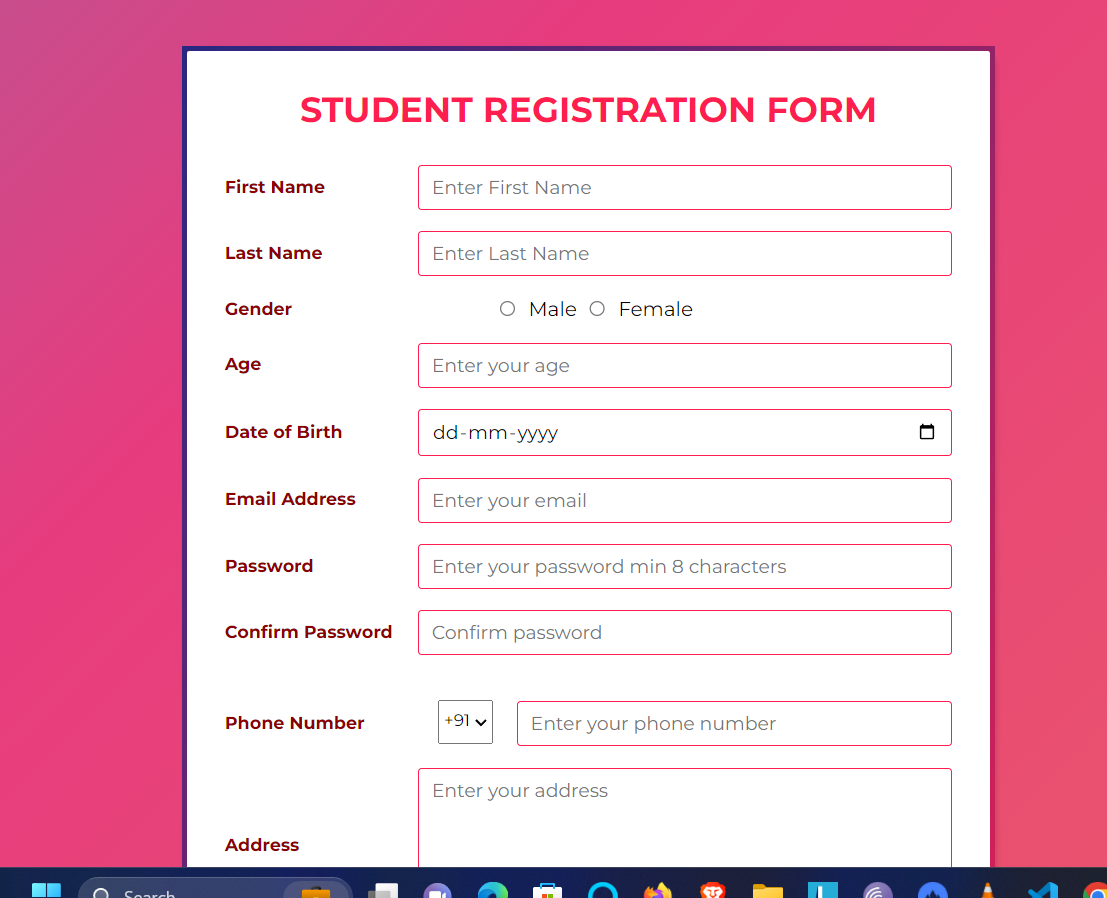 STUDENT REGISTRATION FORM
First Name Enter First Name
Last Name Enter Last Name
Gender Male Female
Age Enter your age
Date of Birth dd-mm-yyyy
Email Address Enter your email
Password Enter your password min 8 characters
Confirm Password Confirm password
Phone Number +91 Enter your phone number
Enter your address
Address
Search